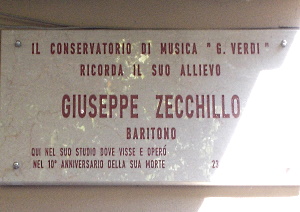 IL CONSERVATORIO DI MUSICA "G. VERDI"
RICORDA IL SUO ALLIEVO
GIUSEPPE ZECCHILLO
BARITONO
QUI NEL SUO STUDIO DOVE VISSE E OPERÒ
NEL 10° ANNIVERSARIO DELLA SUA MORTE 23